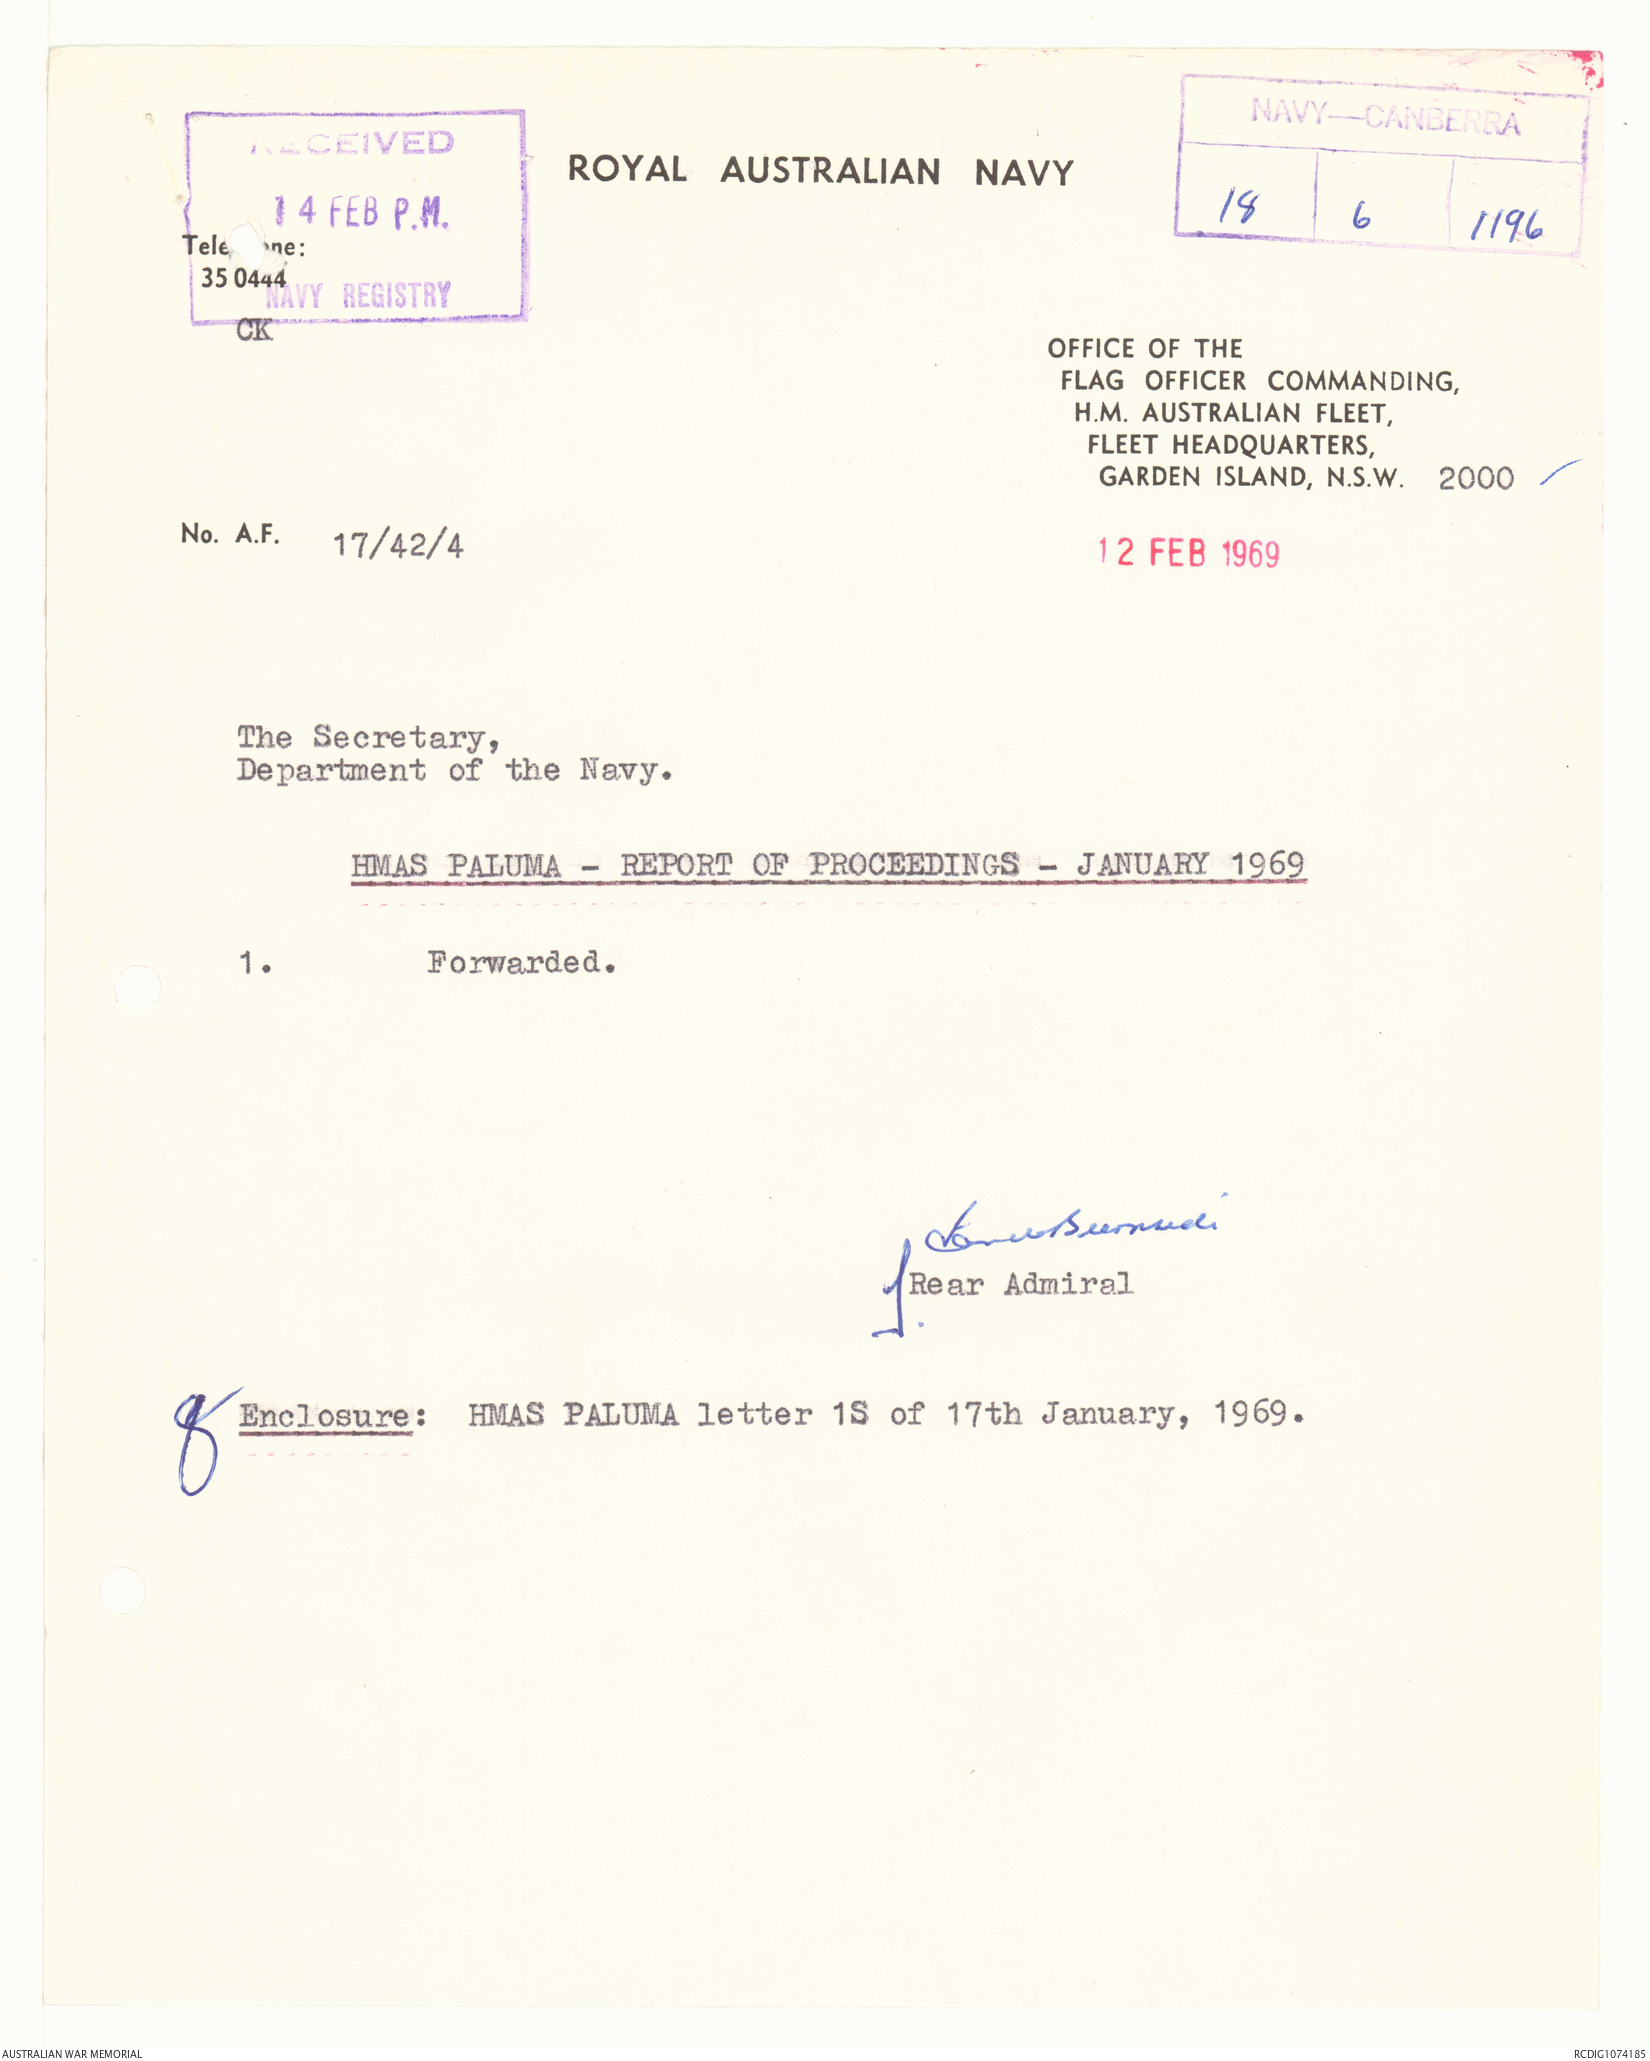 RECEIVED
14 FEB P.M.
NAVY REGISTRY
ROYAL AUSTRALIAN NAVY
NAVY—CANBERRA
18 6 1196
Telephone:
35 0444
CK
OFFICE OF THE
FLAG OFFICER COMMANDING,
H.M. AUSTRALIAN FLEET,
FLEET HEADQUARTERS,
GARDEN ISLAND, N.S.W. 2000
No. A.F. 17/42/4
12 FEB 1969
The Secretary,
Department of the Navy.
HMAS PALUMA - REPORT OF PROCEEDINGS - JANUARY 1969
1. Forwarded.
Rear Admiral
Enclosure: HMAS PALUMA letter 1S of 17th January, 1969.
AUSTRALIAN WAR MEMORIAL
RCDIG1074185